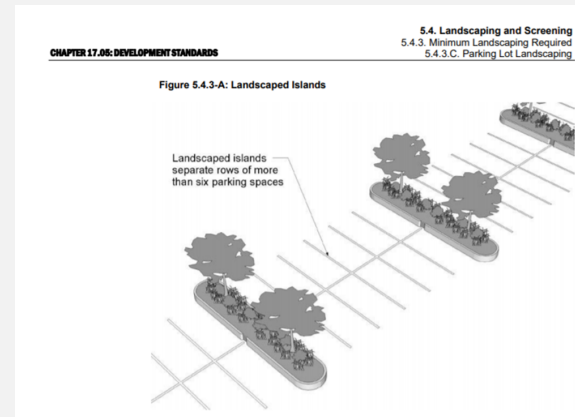 5.4. Landscaping and Screening
5.4.3. Minimum Landscaping Required
CHAPTER 17.05: DEVELOPMENT STANDARDS
5.4.3.C. Parking Lot Landscaping
Figure 5.4.3-A: Landscaped Islands
Landscaped islands
separate rows of more
than six parking spaces